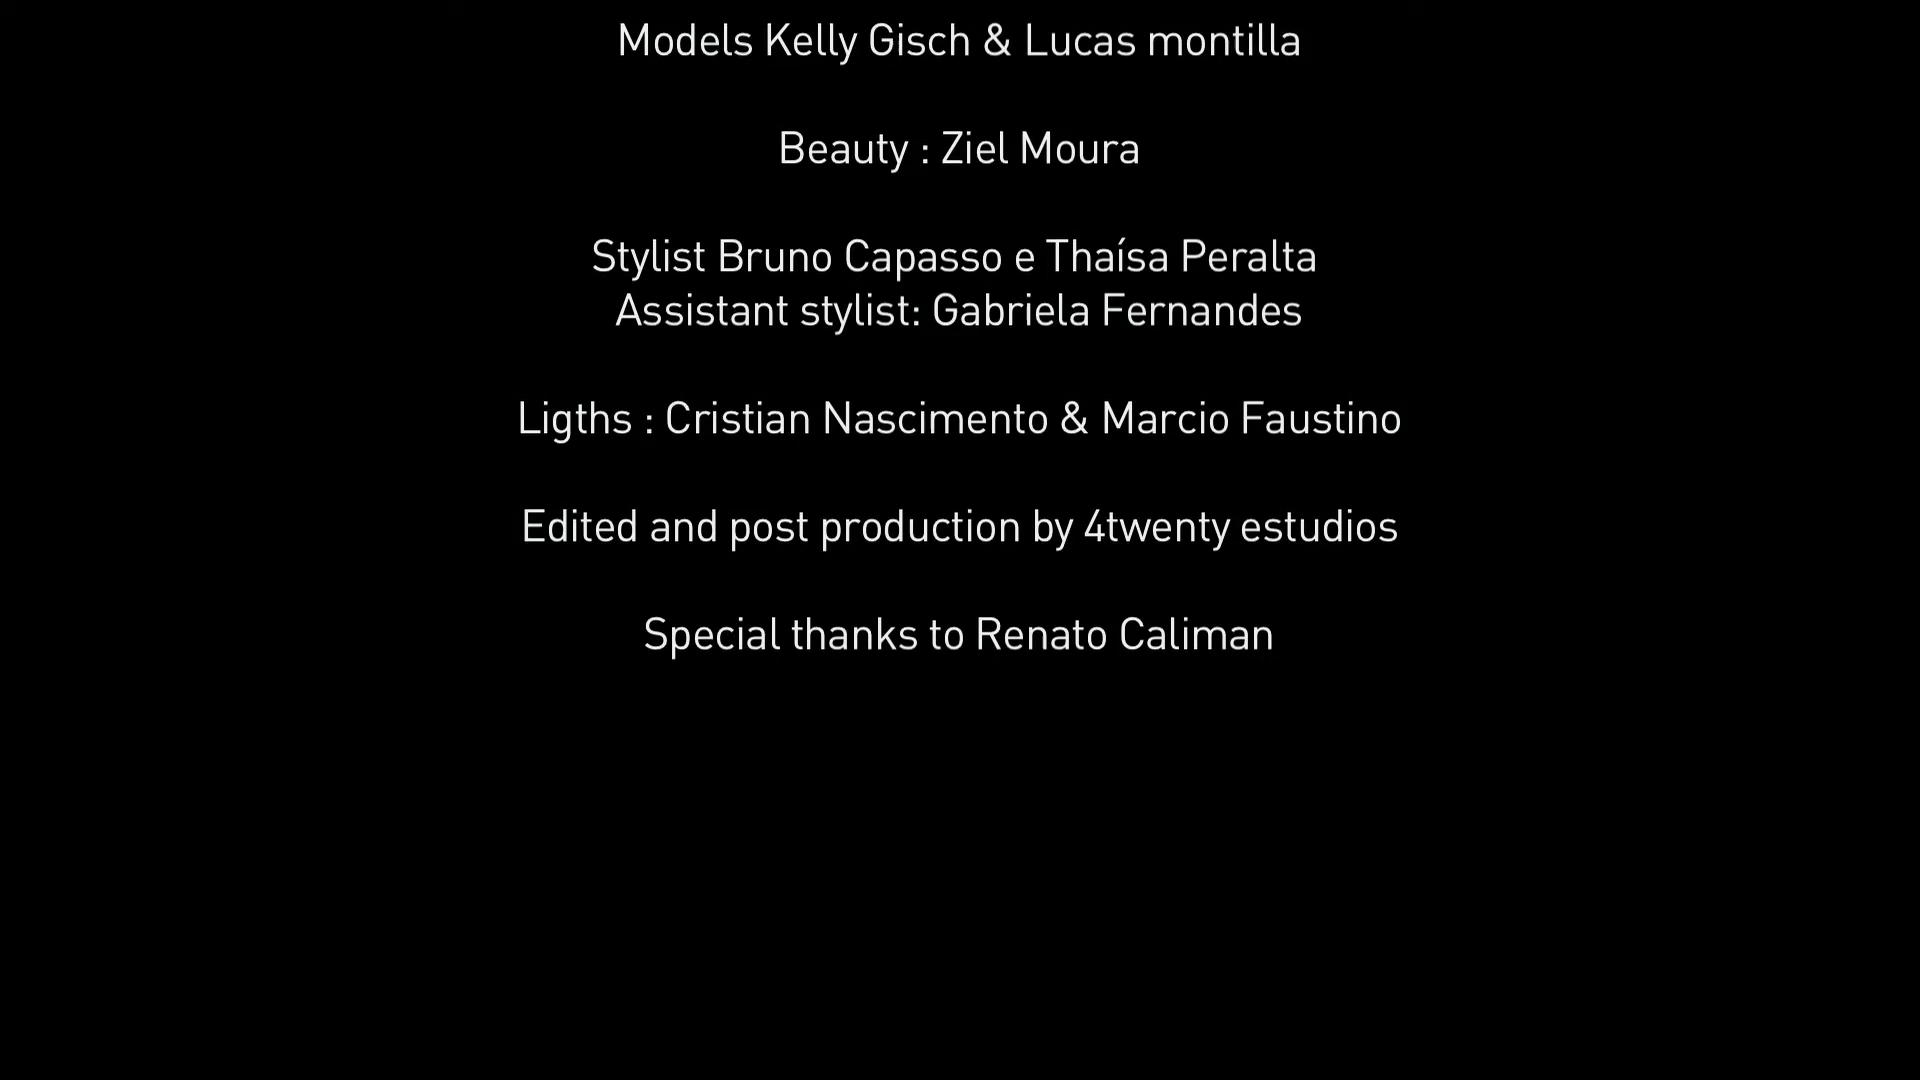 Models Kelly Gisch & Lucas montilla
Beauty : Ziel Moura
Stylist Bruno Capasso e Thaísa Peralta
Assistant stylist: Gabriela Fernandes
Ligths : Cristian Nascimento & Marcio Faustino
Edited and post production by 4twenty estudios
Special thanks to Renato Caliman